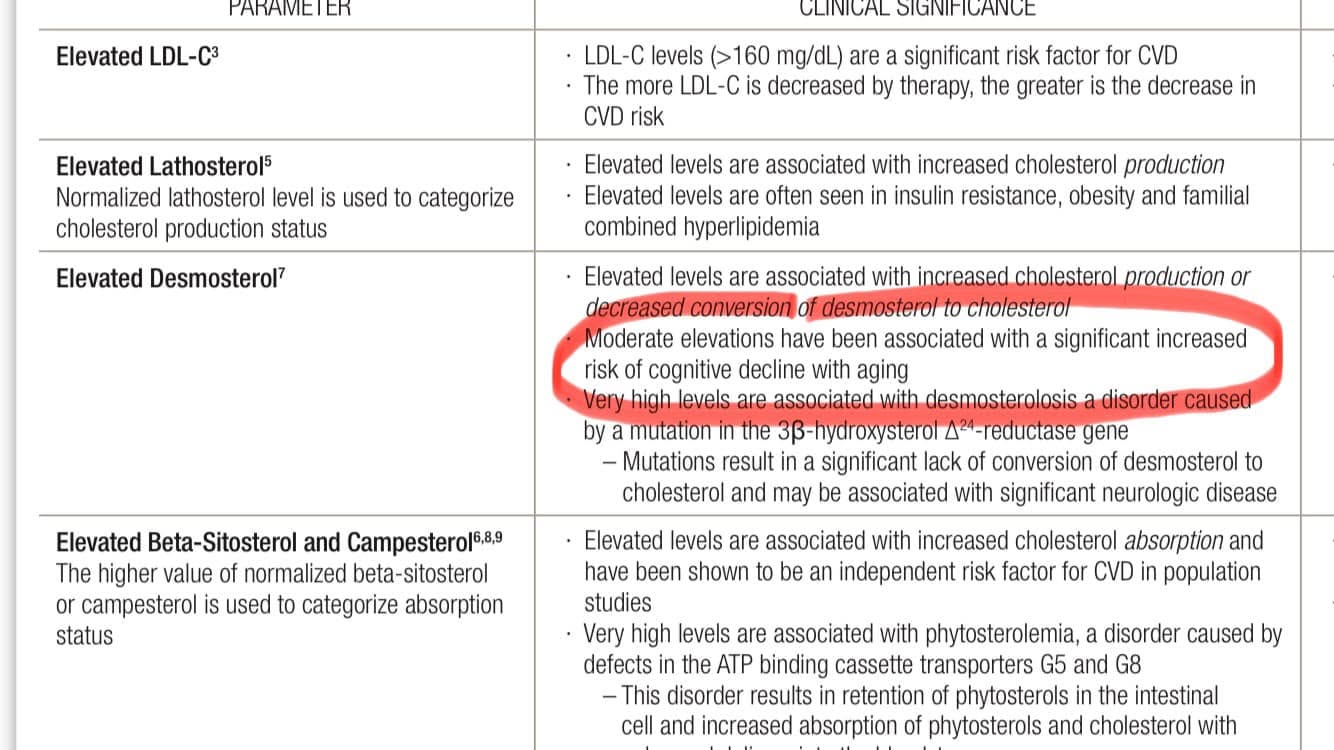 PARAMETER
CLINICAL SIGNIFICANCE
Elevated LDL-C³
· LDL-C levels (>160 mg/dL) are a significant risk factor for CVD
· The more LDL-C is decreased by therapy, the greater is the decrease in
CVD risk
Elevated Lathosterol⁵
Normalized lathosterol level is used to categorize
cholesterol production status
· Elevated levels are associated with increased cholesterol production
· Elevated levels are often seen in insulin resistance, obesity and familial
combined hyperlipidemia
Elevated Desmosterol⁷
· Elevated levels are associated with increased cholesterol production or
decreased conversion of desmosterol to cholesterol
· Moderate elevations have been associated with a significant increased
risk of cognitive decline with aging
· Very high levels are associated with desmosterolosis a disorder caused
by a mutation in the 3β-hydroxysterol Δ²⁴-reductase gene
– Mutations result in a significant lack of conversion of desmosterol to
cholesterol and may be associated with significant neurologic disease
Elevated Beta-Sitosterol and Campesterol⁶,⁸,⁹
The higher value of normalized beta-sitosterol
or campesterol is used to categorize absorption
status
· Elevated levels are associated with increased cholesterol absorption and
have been shown to be an independent risk factor for CVD in population
studies
· Very high levels are associated with phytosterolemia, a disorder caused by
defects in the ATP binding cassette transporters G5 and G8
– This disorder results in retention of phytosterols in the intestinal
cell and increased absorption of phytosterols and cholesterol with